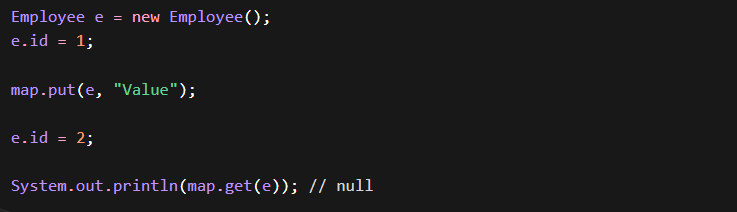 Employee e = new Employee();
e.id = 1;
map.put(e, "Value");
e.id = 2;
System.out.println(map.get(e)); // null